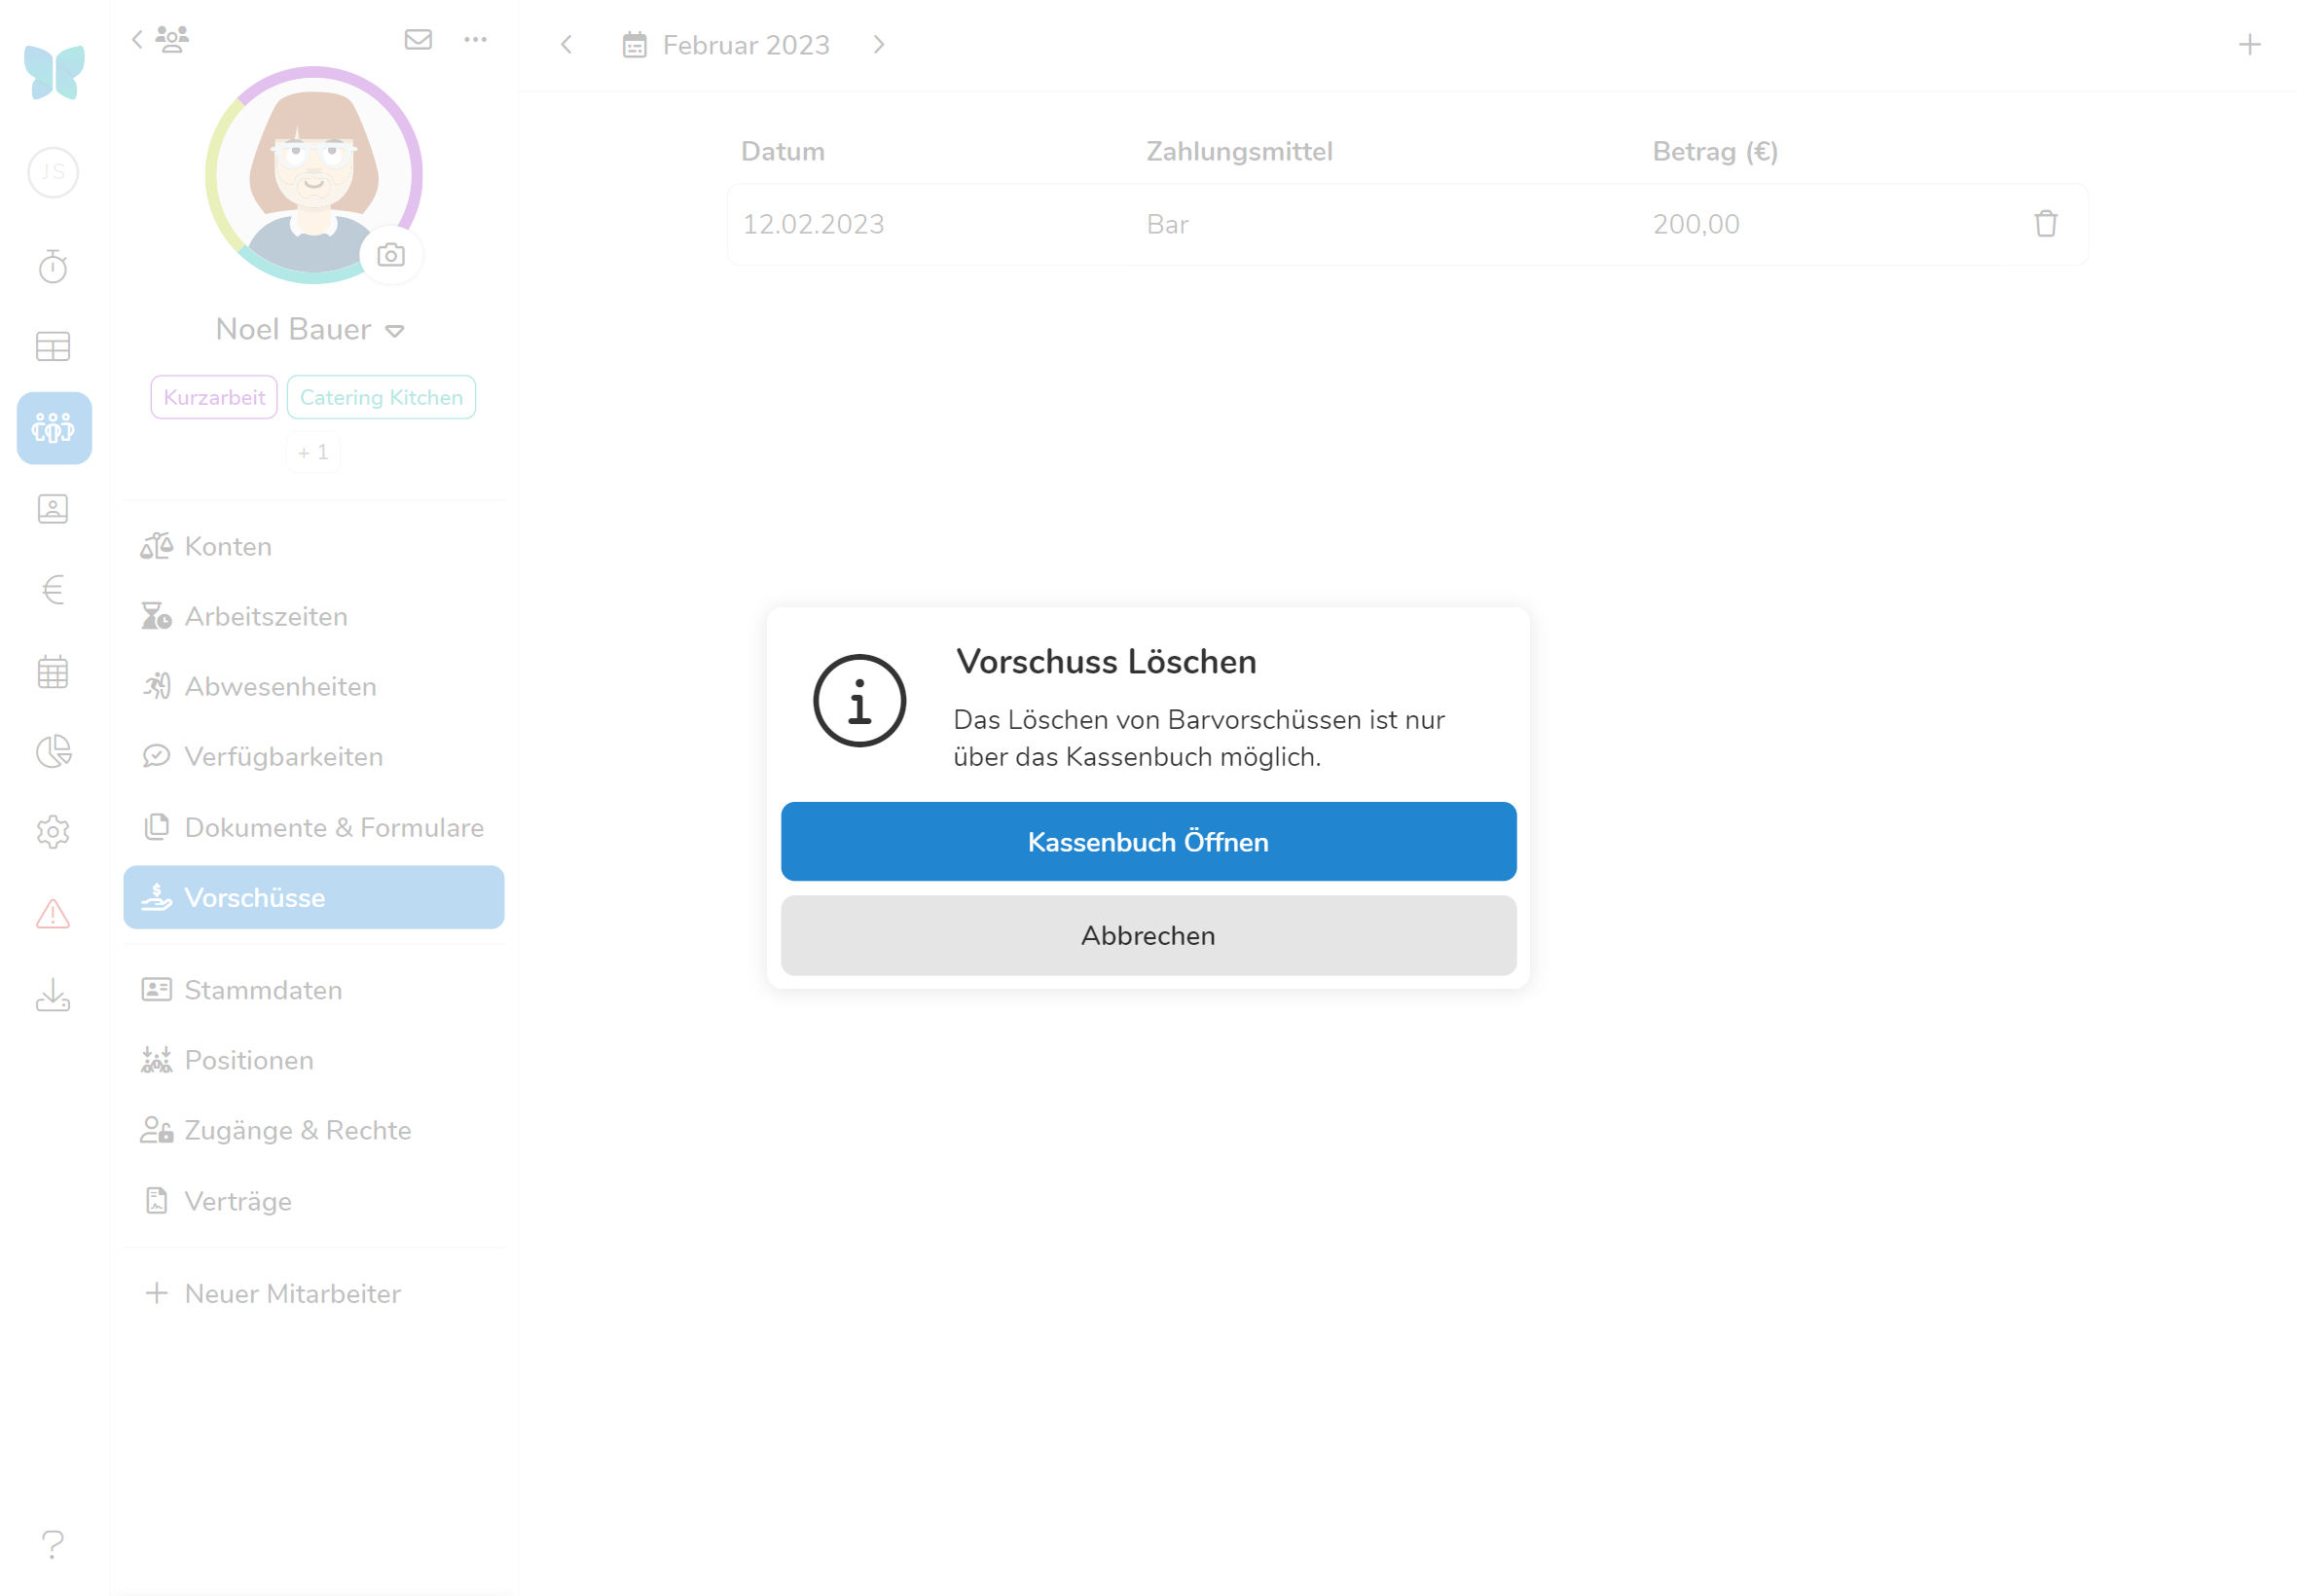 JS
Noel Bauer
Kurzarbeit
Catering Kitchen
+ 1
Konten
Arbeitszeiten
Abwesenheiten
Verfügbarkeiten
Dokumente & Formulare
Vorschüsse
Stammdaten
Positionen
Zugänge & Rechte
Verträge
Neuer Mitarbeiter
Februar 2023
Datum Zahlungsmittel Betrag (€)
12.02.2023 Bar 200,00
Vorschuss Löschen
Das Löschen von Barvorschüssen ist nur
über das Kassenbuch möglich.
Kassenbuch Öffnen
Abbrechen